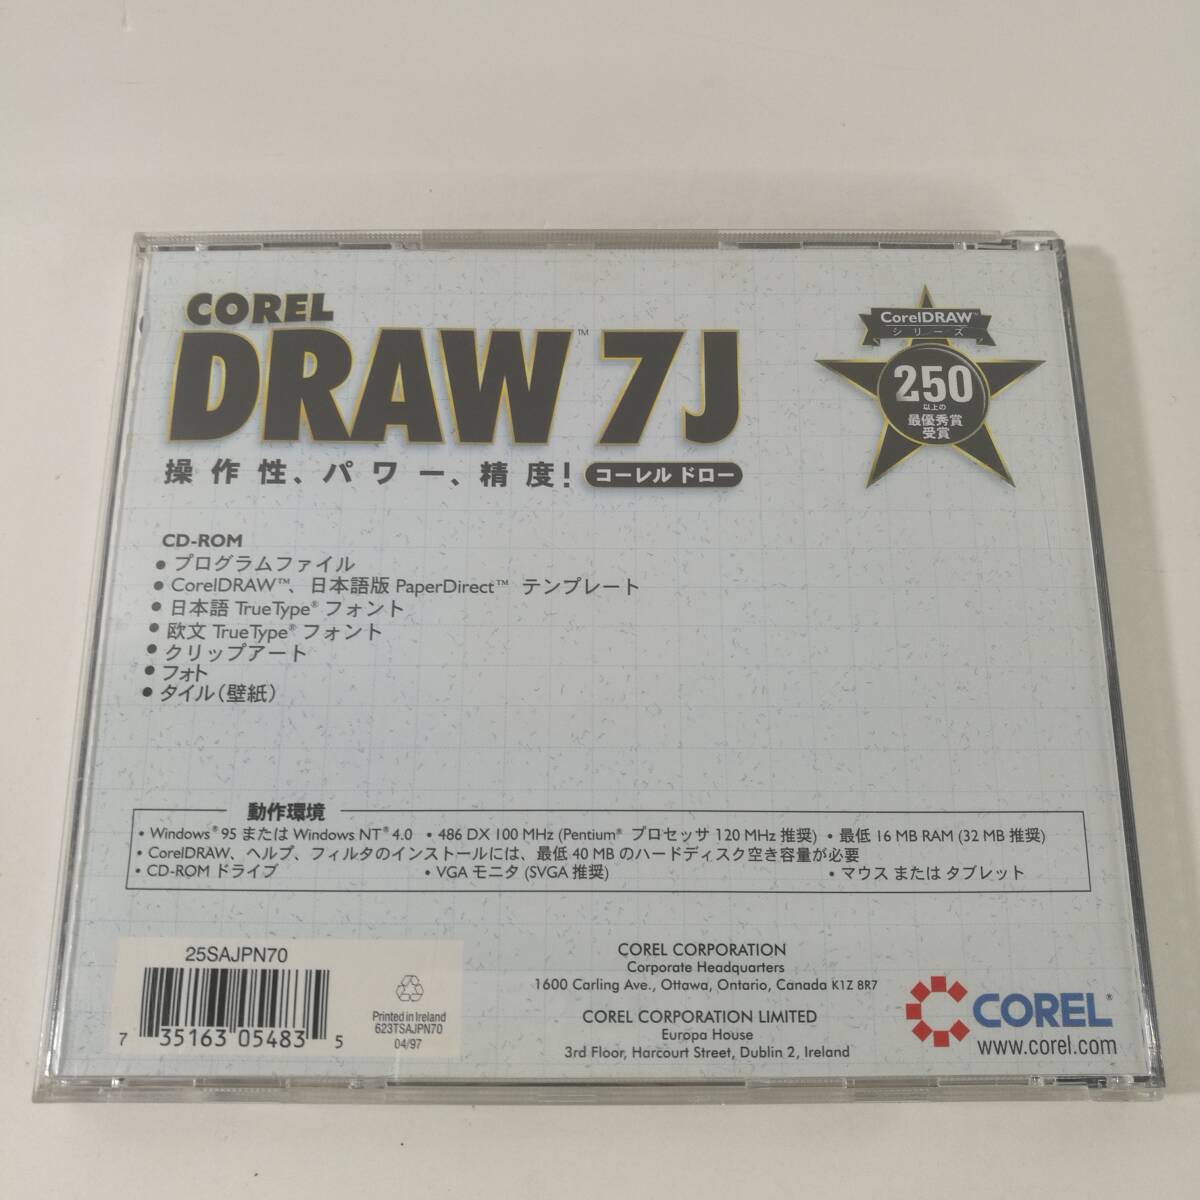 COREL
DRAW™ 7J
操作性、パワー、精度! コーレル ドロー
CorelDRAW™
シリーズ
250
以上の
最優秀賞
受賞
CD-ROM
• プログラムファイル
• CorelDRAW™、日本語版 PaperDirect™ テンプレート
• 日本語 TrueType® フォント
• 欧文 TrueType® フォント
• クリップアート
• フォト
• タイル(壁紙)
動作環境
• Windows® 95 または Windows NT® 4.0 • 486 DX 100 MHz (Pentium® プロセッサ 120 MHz 推奨) • 最低 16 MB RAM (32 MB 推奨)
• CorelDRAW、ヘルプ、フィルタのインストールには、最低 40 MB のハードディスク空き容量が必要
• CD-ROM ドライブ • VGA モニタ (SVGA 推奨) • マウス または タブレット
25SAJPN70
7 35163 05483 5
Printed in Ireland
623TSAJPN70
04/97
COREL CORPORATION
Corporate Headquarters
1600 Carling Ave., Ottawa, Ontario, Canada K1Z 8R7
COREL CORPORATION LIMITED
Europa House
3rd Floor, Harcourt Street, Dublin 2, Ireland
COREL®
www.corel.com